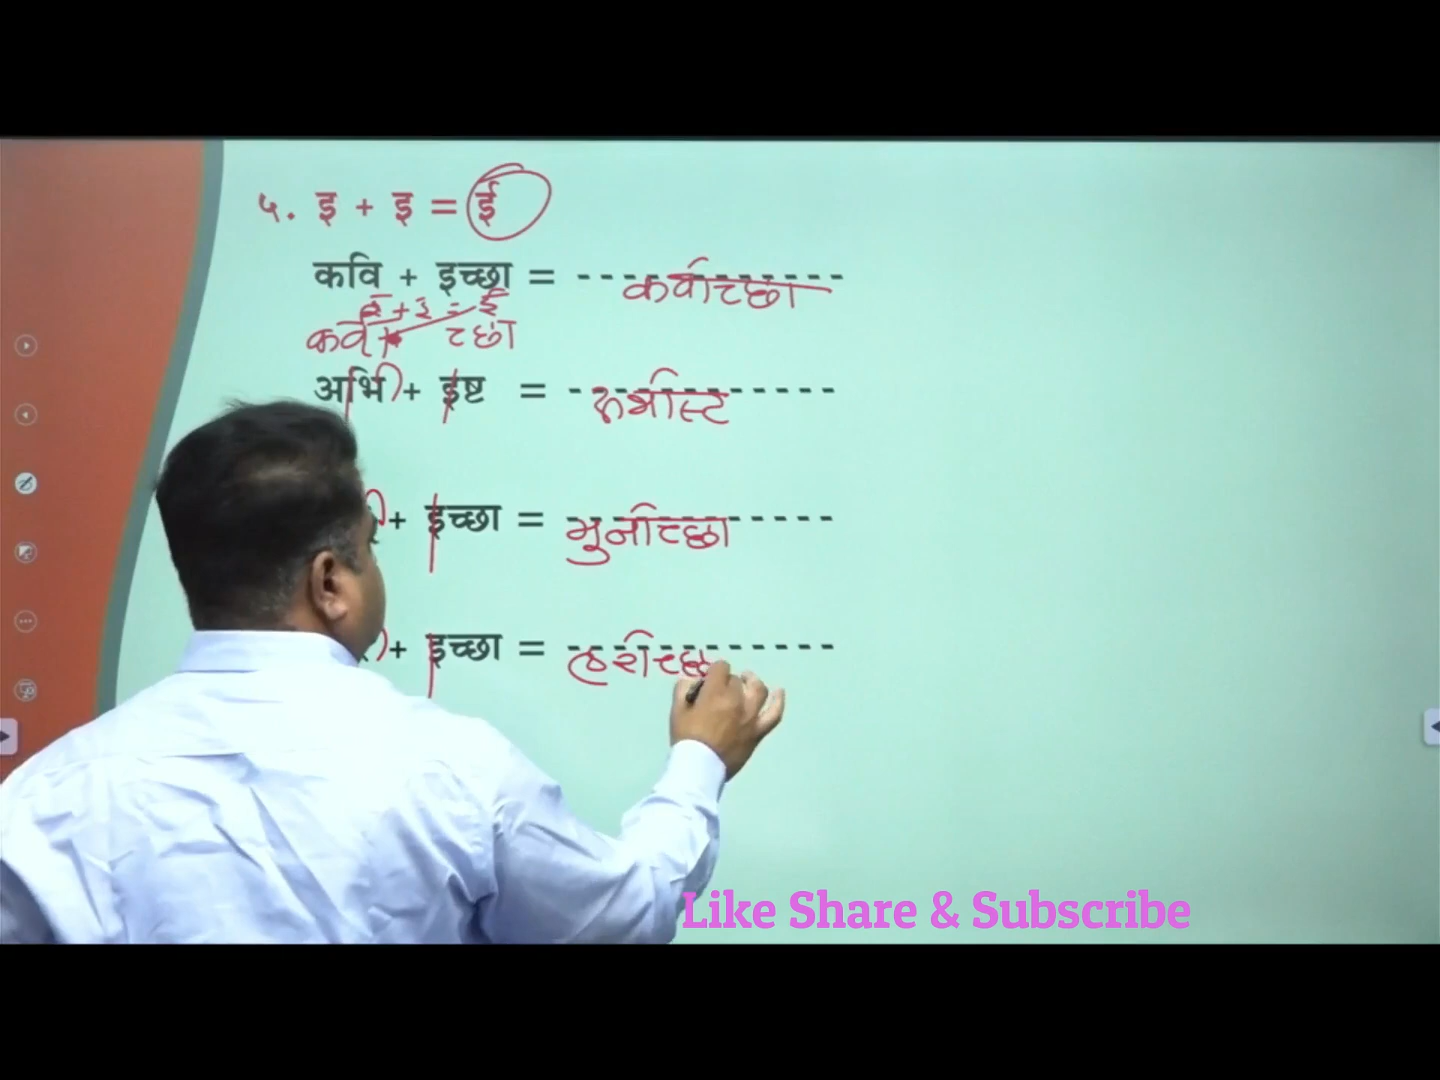 ५. इ + इ = ई
कवि + इच्छा = ------------ कवीच्छा
इ + इ = ई
कव च्छा
अभि + इष्ट = ------------ अभीस्ट
+ इच्छा = ------------ मुनीच्छा
+ इच्छा = ------------ हरीच्छ
Like Share & Subscribe